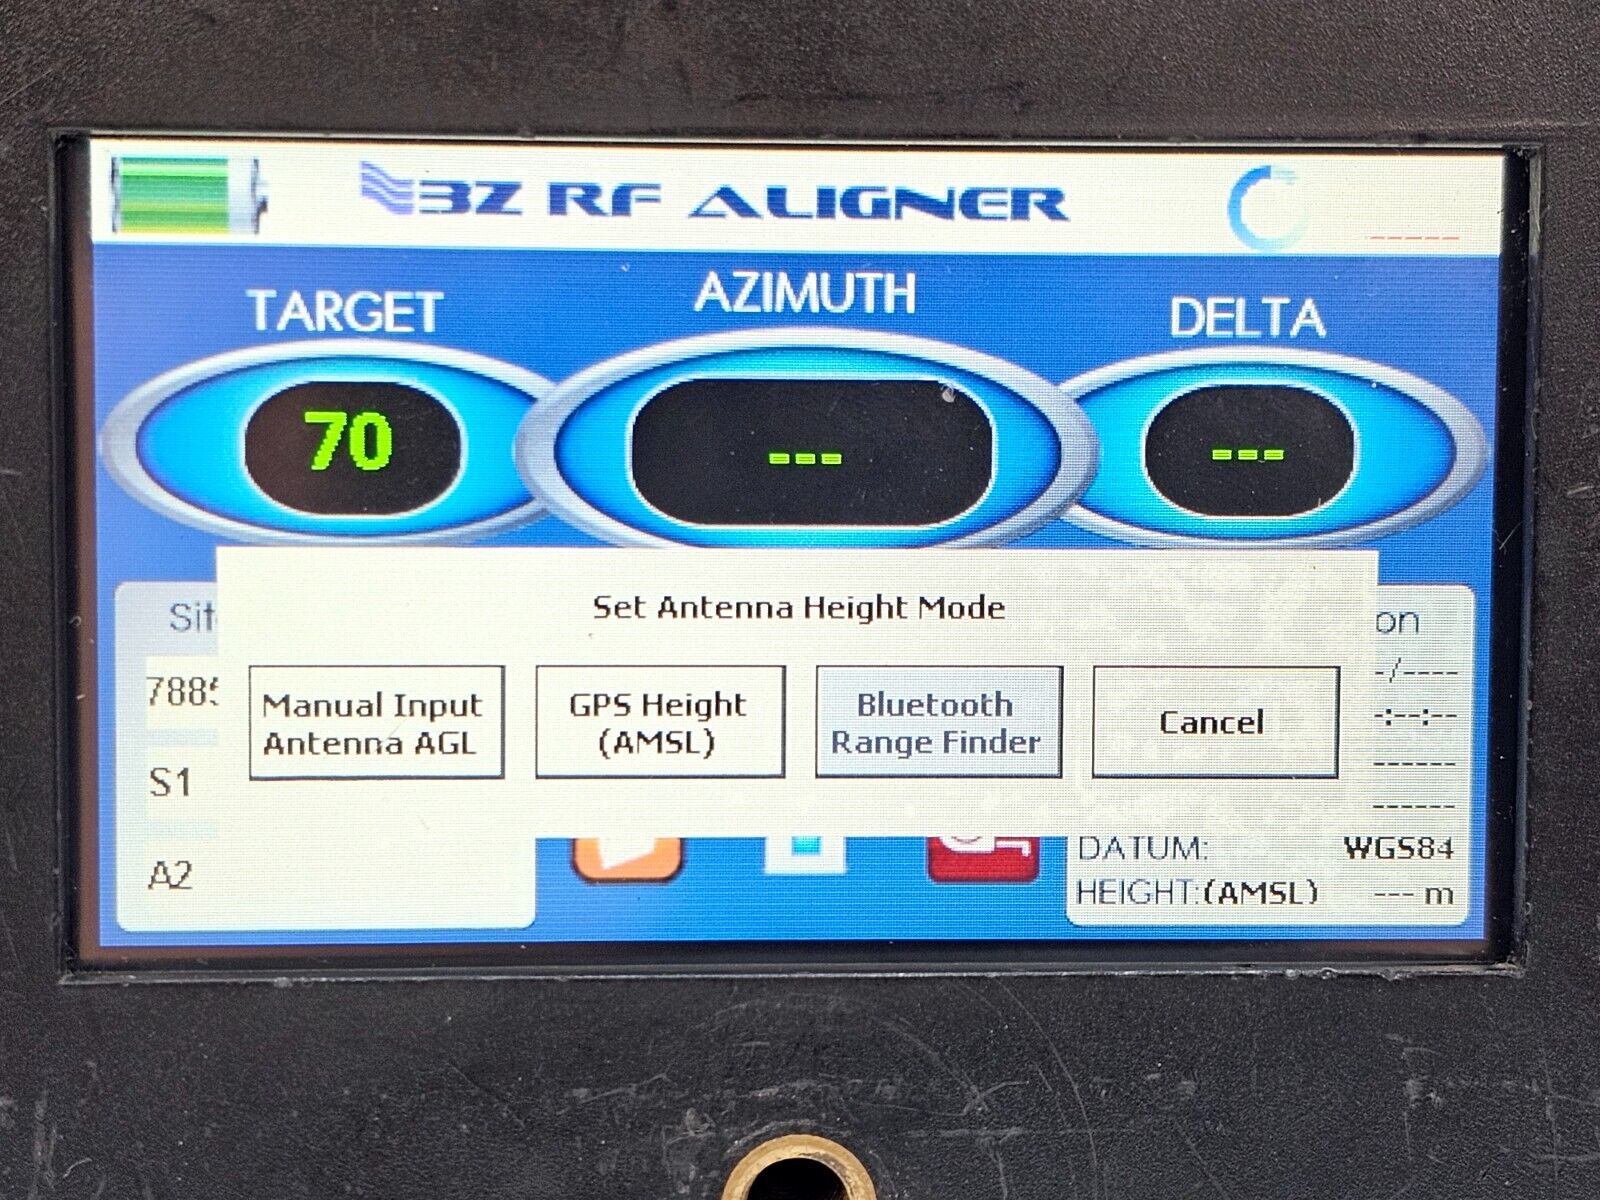 3Z RF ALIGNER
TARGET
AZIMUTH
DELTA
70
---
---
Set Antenna Height Mode
Manual Input
Antenna AGL
GPS Height
(AMSL)
Bluetooth
Range Finder
Cancel
S1
A2
-/----
-:--:--
------
------
DATUM: WGS84
HEIGHT:(AMSL) --- m